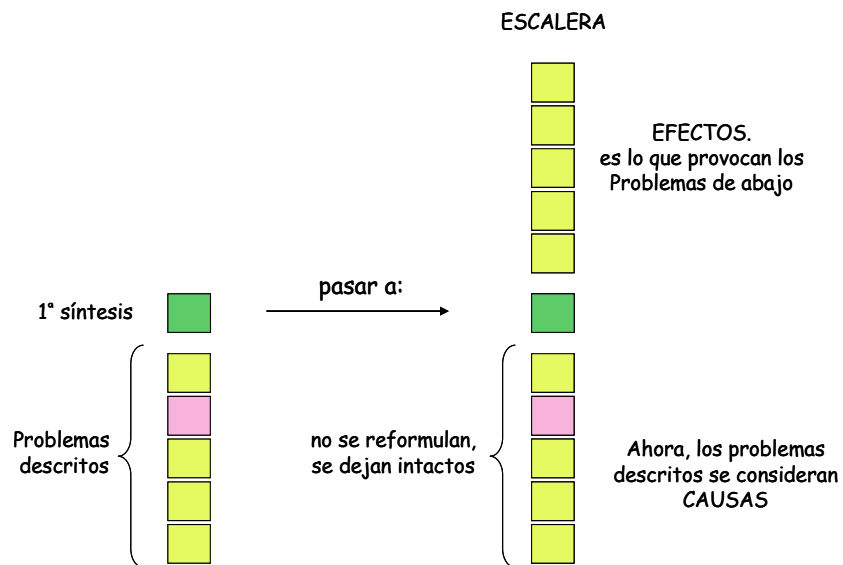 ESCALERA
EFECTOS.
es lo que provocan los
Problemas de abajo
1ª síntesis
pasar a:
Problemas
descritos
no se reformulan,
se dejan intactos
Ahora, los problemas
descritos se consideran
CAUSAS